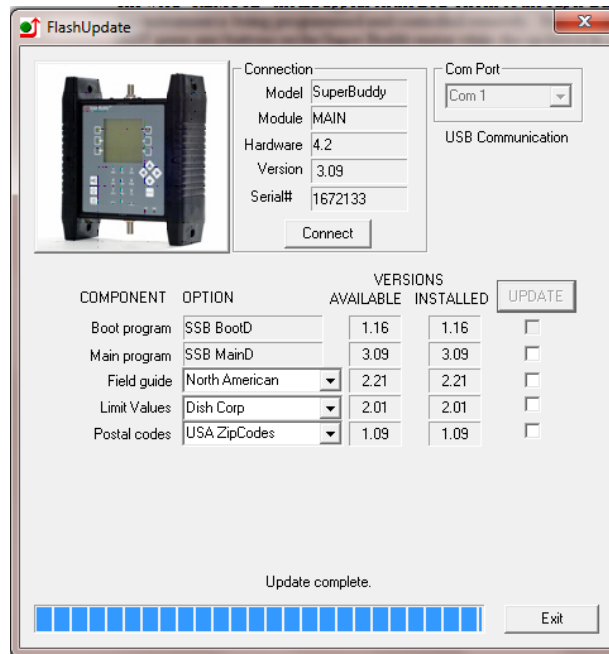 FlashUpdate
Connection
Model SuperBuddy
Module MAIN
Hardware 4.2
Version 3.09
Serial# 1672133
Connect
Com Port
Com 1
USB Communication
VERSIONS
COMPONENT OPTION AVAILABLE INSTALLED UPDATE
Boot program SSB BootD 1.16 1.16
Main program SSB MainD 3.09 3.09
Field guide North American 2.21 2.21
Limit Values Dish Corp 2.01 2.01
Postal codes USA ZipCodes 1.09 1.09
Update complete.
Exit